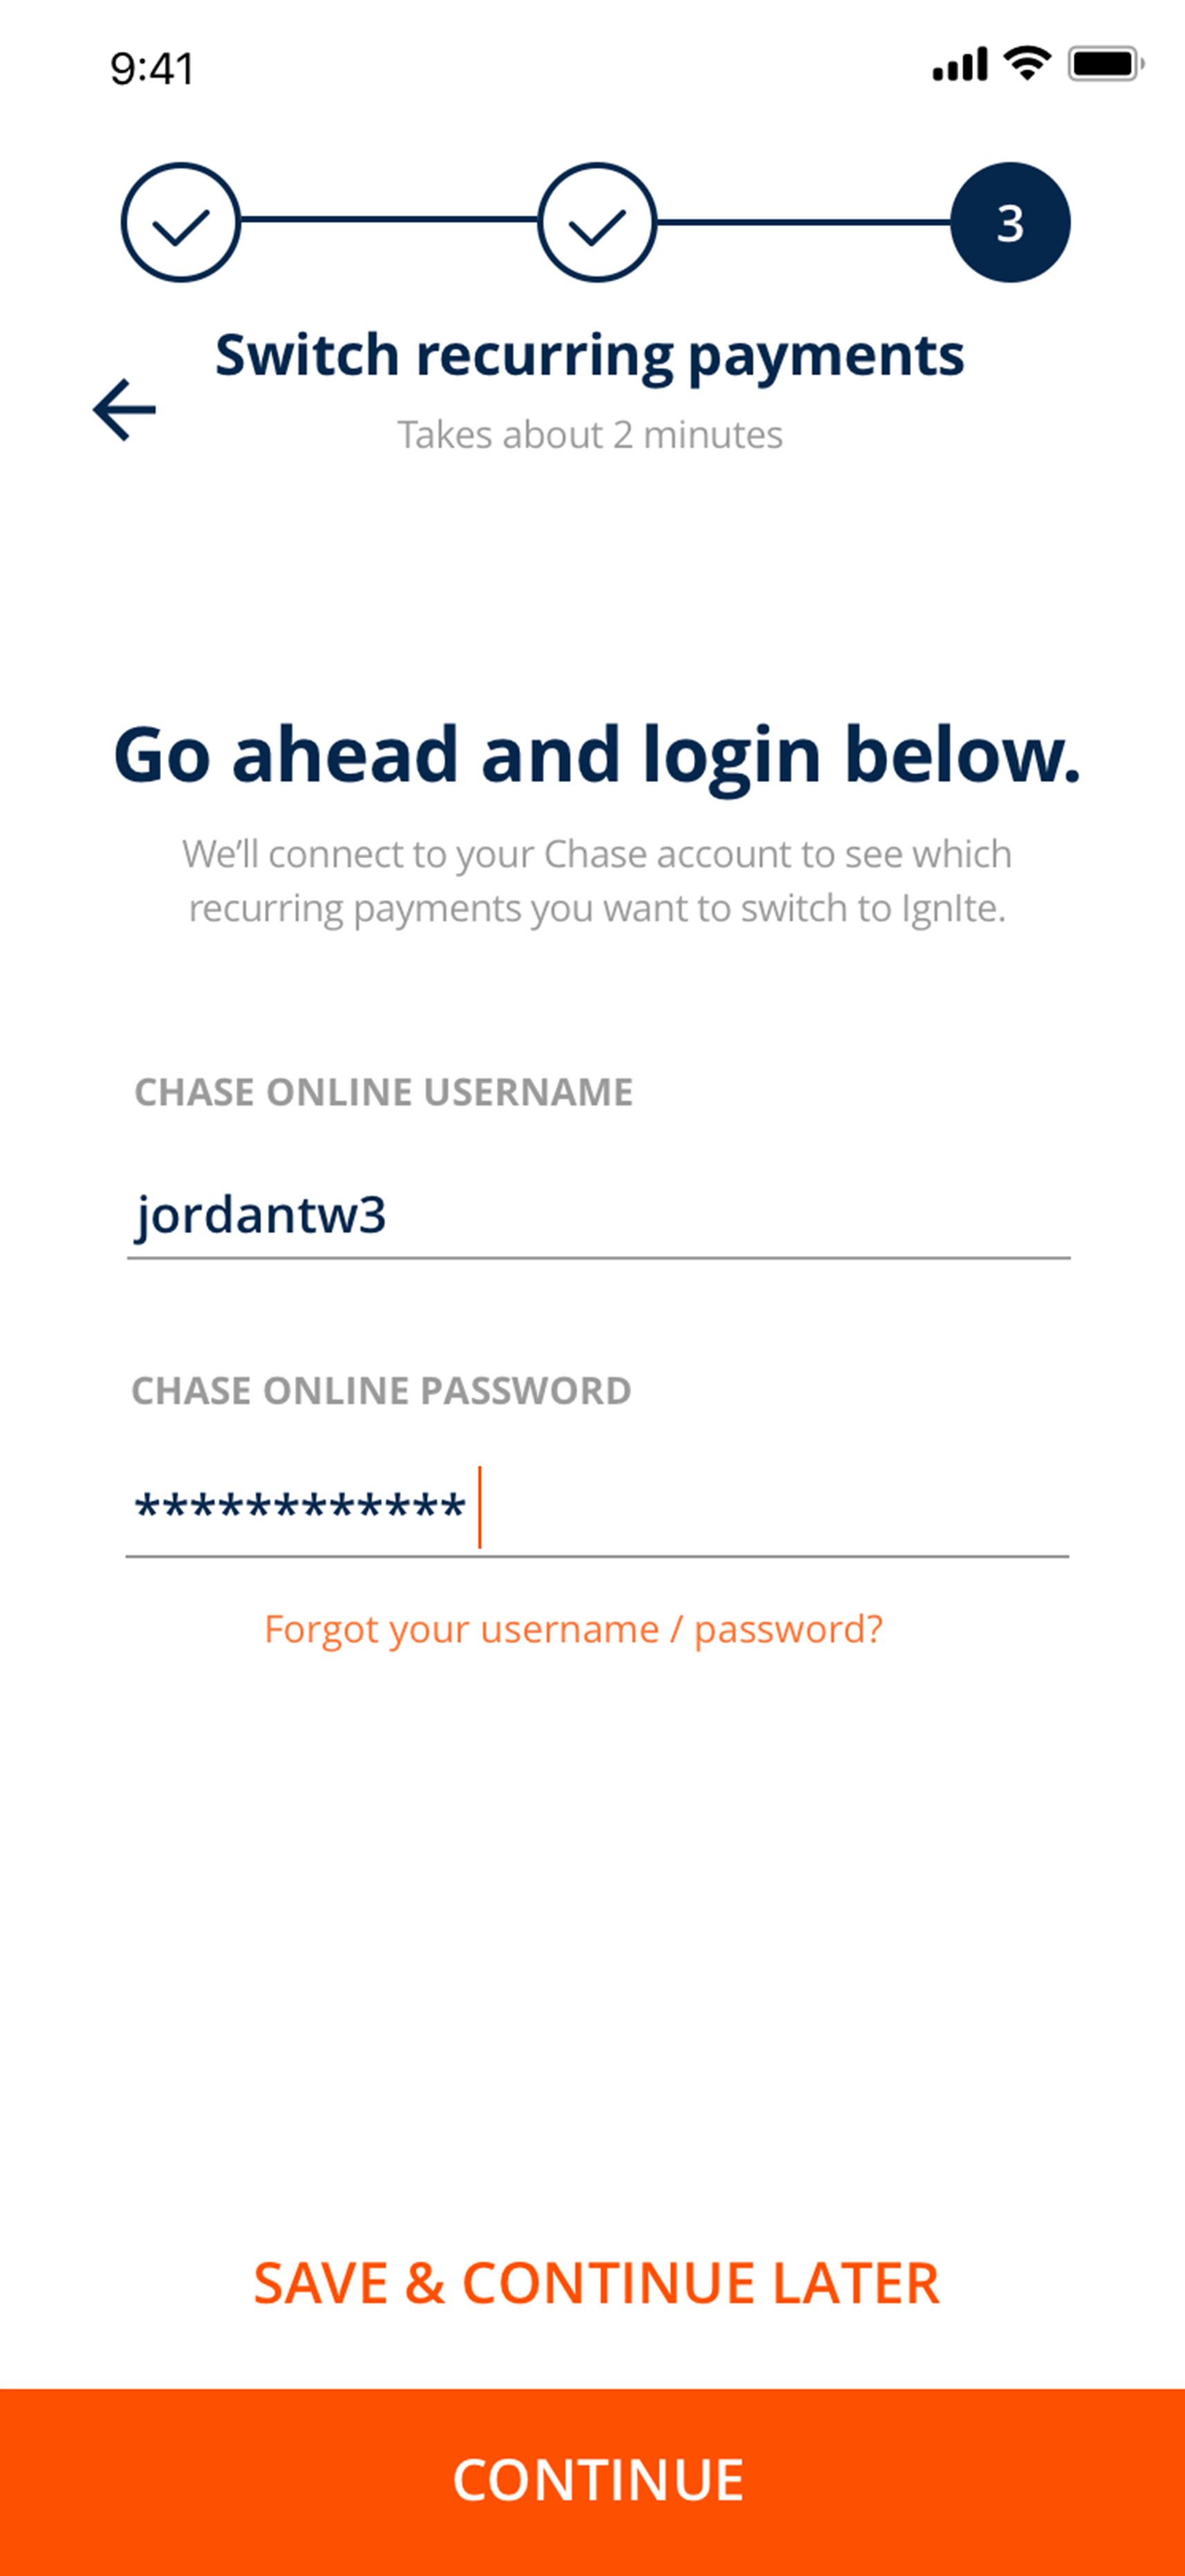 9:41
3
Switch recurring payments
Takes about 2 minutes
Go ahead and login below.
We’ll connect to your Chase account to see which
recurring payments you want to switch to IgnIte.
CHASE ONLINE USERNAME
jordantw3
CHASE ONLINE PASSWORD
************
Forgot your username / password?
SAVE & CONTINUE LATER
CONTINUE